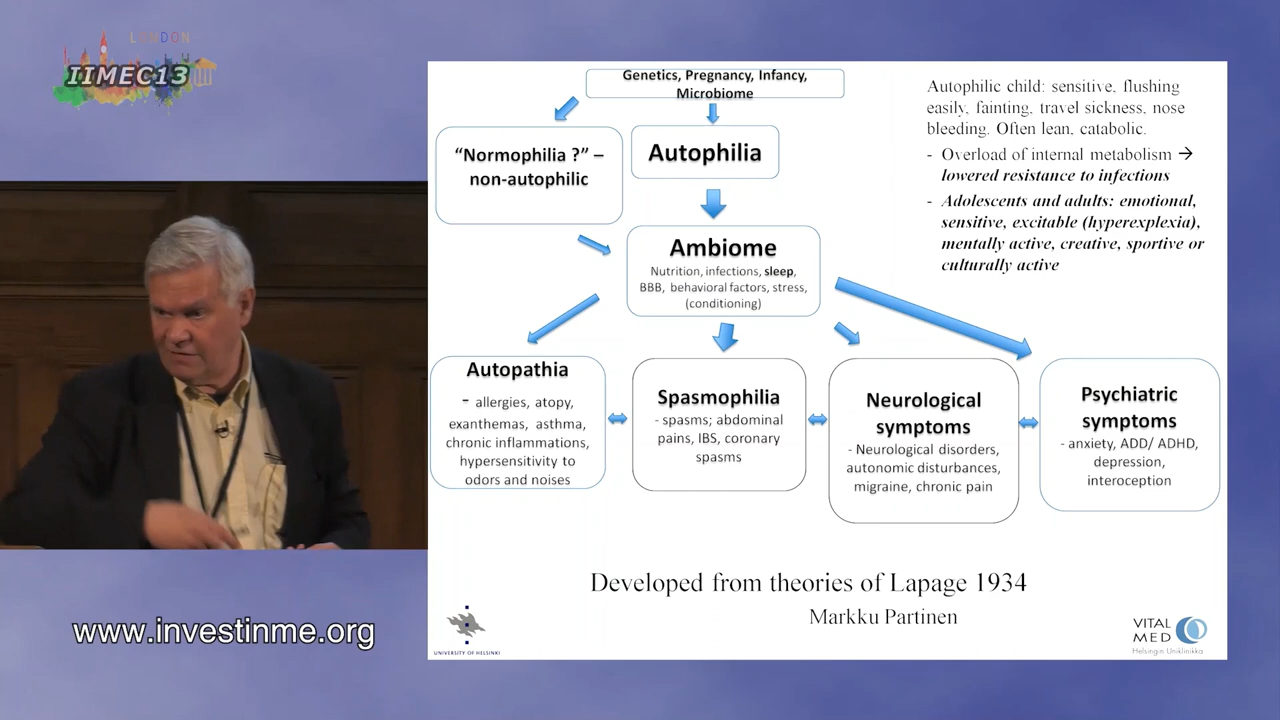 LONDON
IIMEC13
Genetics, Pregnancy, Infancy,
Microbiome
“Normophilia ?” –
non-autophilic
Autophilia
Ambiome
Nutrition, infections, sleep,
BBB, behavioral factors, stress,
(conditioning)
Autophilic child: sensitive, flushing
easily, fainting, travel sickness, nose
bleeding. Often lean, catabolic.
- Overload of internal metabolism →
lowered resistance to infections
- Adolescents and adults: emotional,
sensitive, excitable (hyperexplexia),
mentally active, creative, sportive or
culturally active
Autopathia
- allergies, atopy,
exanthemas, asthma,
chronic inflammations,
hypersensitivity to
odors and noises
Spasmophilia
- spasms; abdominal
pains, IBS, coronary
spasms
Neurological
symptoms
- Neurological disorders,
autonomic disturbances,
migraine, chronic pain
Psychiatric
symptoms
- anxiety, ADD/ ADHD,
depression,
interoception
Developed from theories of Lapage 1934
Markku Partinen
UNIVERSITY OF HELSINKI
VITAL
MED
Helsingin Uniklinikka
www.investinme.org